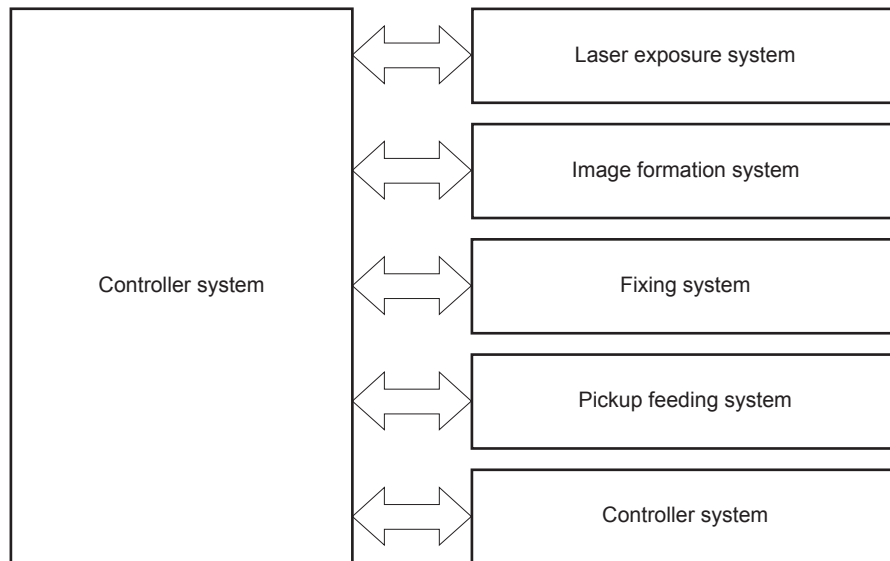 Laser exposure system
Image formation system
Controller system
Fixing system
Pickup feeding system
Controller system